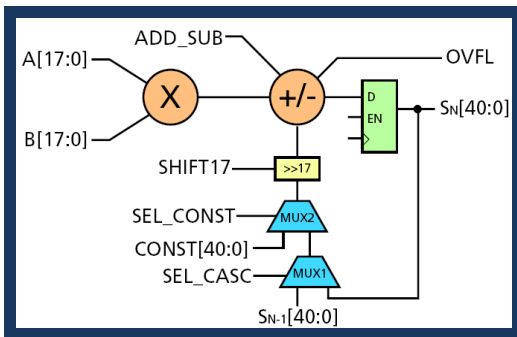 ADD_SUB
A[17:0]
OVFL
X
+/-
D
EN
SN[40:0]
B[17:0]
SHIFT17
>>17
SEL_CONST
MUX2
CONST[40:0]
SEL_CASC
MUX1
SN-1[40:0]